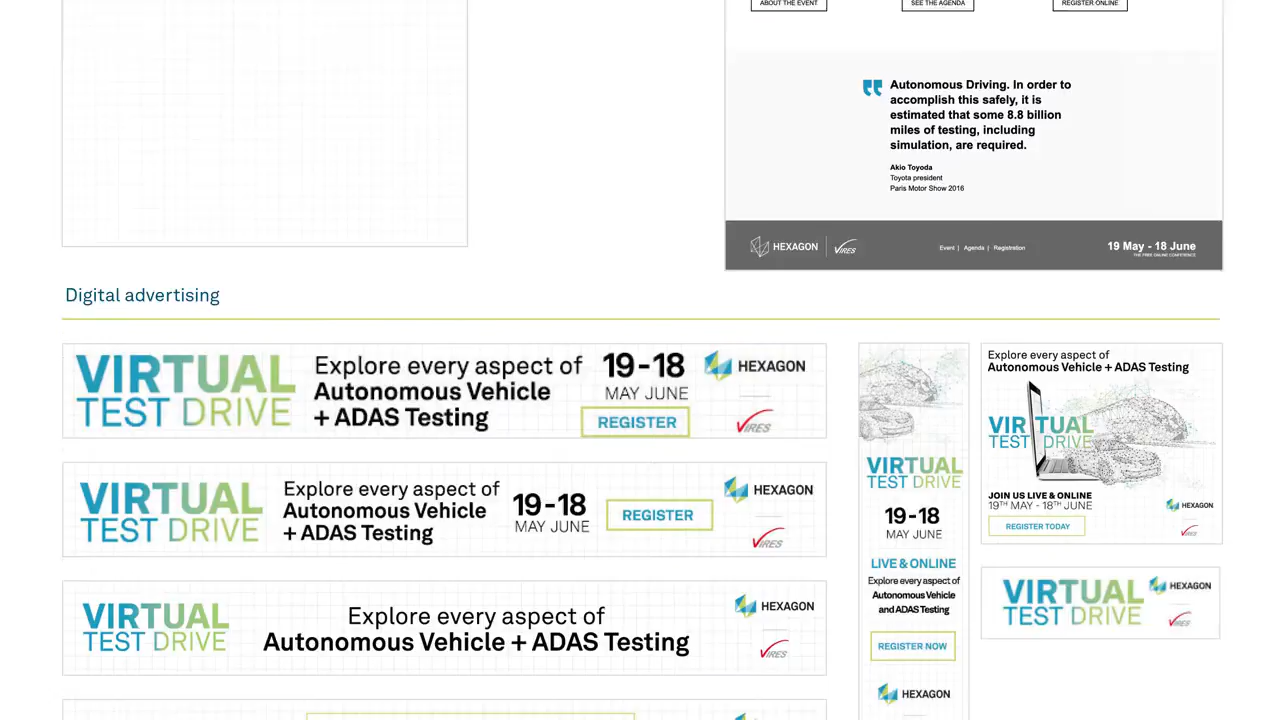 ABOUT THE EVENT
SEE THE AGENDA
REGISTER ONLINE
Autonomous Driving. In order to
accomplish this safely, it is
estimated that some 8.8 billion
miles of testing, including
simulation, are required.
Akio Toyoda
Toyota president
Paris Motor Show 2016
HEXAGON
VIRES
Event | Agenda | Registration
19 May - 18 June
THE FREE ONLINE CONFERENCE
Digital advertising
VIRTUAL
TEST DRIVE
Explore every aspect of
Autonomous Vehicle
+ ADAS Testing
19-18
MAY JUNE
REGISTER
HEXAGON
VIRES
VIRTUAL
TEST DRIVE
Explore every aspect of
Autonomous Vehicle
+ ADAS Testing
19-18
MAY JUNE
REGISTER
HEXAGON
VIRES
VIRTUAL
TEST DRIVE
Explore every aspect of
Autonomous Vehicle + ADAS Testing
HEXAGON
VIRES
VIRTUAL
TEST DRIVE
19-18
MAY JUNE
LIVE & ONLINE
Explore every aspect of
Autonomous Vehicle
and ADAS Testing
REGISTER NOW
HEXAGON
Explore every aspect of
Autonomous Vehicle + ADAS Testing
VIRTUAL
TEST DRIVE
JOIN US LIVE & ONLINE
19TH MAY - 18TH JUNE
REGISTER TODAY
HEXAGON
VIRES
VIRTUAL
TEST DRIVE
HEXAGON
VIRES